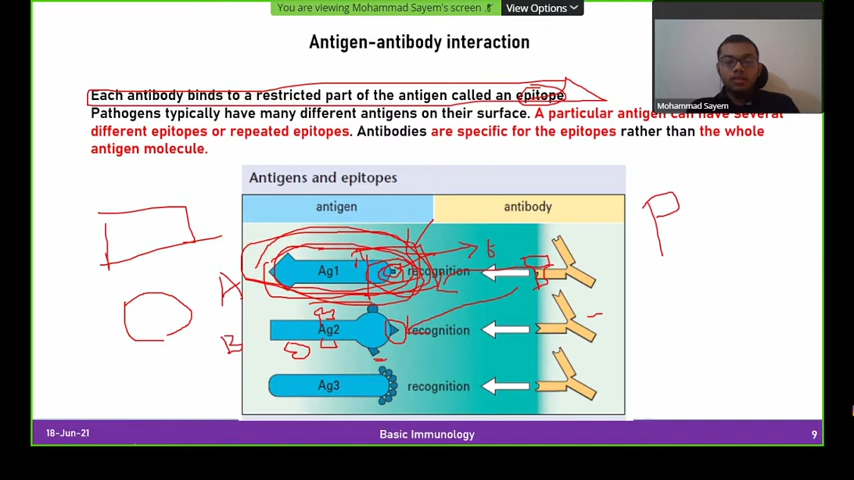 You are viewing Mohammad Sayem's screen
View Options
Antigen-antibody interaction
Mohammad Sayem
Each antibody binds to a restricted part of the antigen called an epitope
Pathogens typically have many different antigens on their surface. A particular antigen can have several
different epitopes or repeated epitopes. Antibodies are specific for the epitopes rather than the whole
antigen molecule.
Antigens and epitopes
antigen antibody
P
Ag1 recognition
A
Ag2 recognition
B
Ag3 recognition
18-Jun-21 Basic Immunology 9